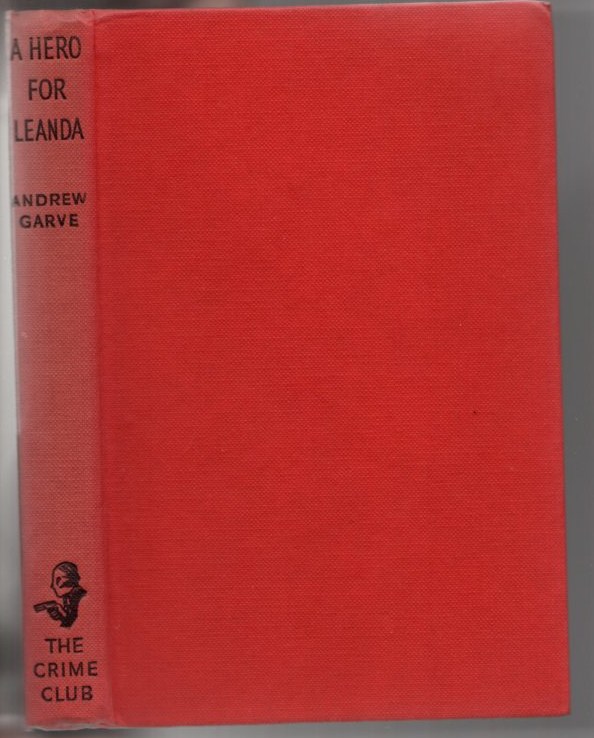 A HERO
FOR
LEANDA
ANDREW
GARVE
THE
CRIME
CLUB